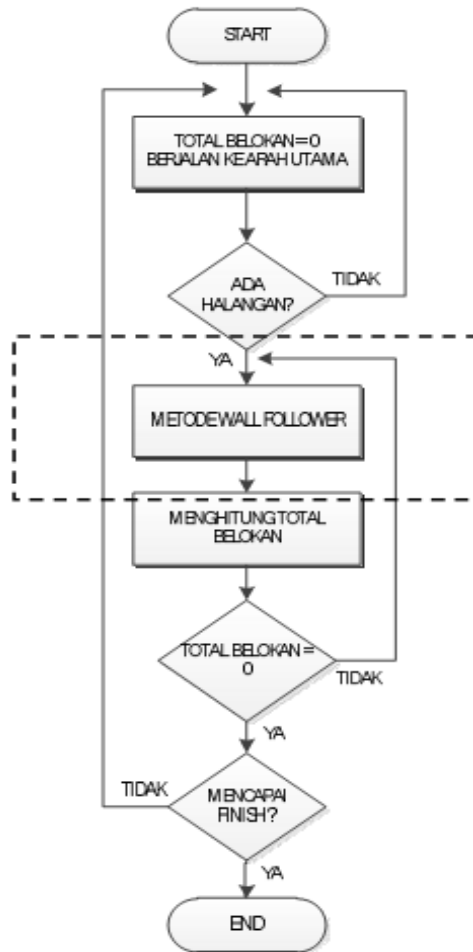 START
TOTAL BELOKAN = 0
BERJALAN KEARAH UTAMA
ADA
HALANGAN?
TIDAK
YA
METODE WALL FOLLOWER
MENGHITUNG TOTAL
BELOKAN
TOTAL BELOKAN =
0
TIDAK
YA
TIDAK
MENCAPAI
FINISH?
YA
END